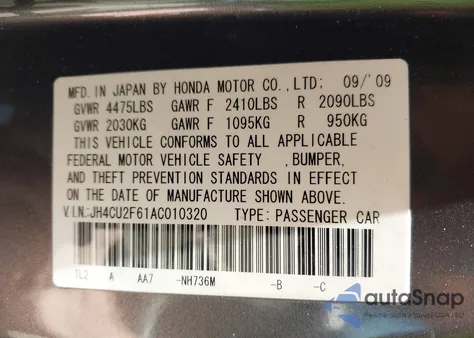 MFD. IN JAPAN BY HONDA MOTOR CO.,LTD: 09/'09
GVWR 4475LBS GAWR F 2410LBS R 2090LBS
GVWR 2030KG GAWR F 1095KG R 950KG
THIS VEHICLE CONFORMS TO ALL APPLICABLE
FEDERAL MOTOR VEHICLE SAFETY ,BUMPER,
AND THEFT PREVENTION STANDARDS IN EFFECT
ON THE DATE OF MANUFACTURE SHOWN ABOVE.
V.I.N:JH4CU2F61AC010320 TYPE: PASSENGER CAR
TL2 A AA7 -NH736M -B -C
autoSnap